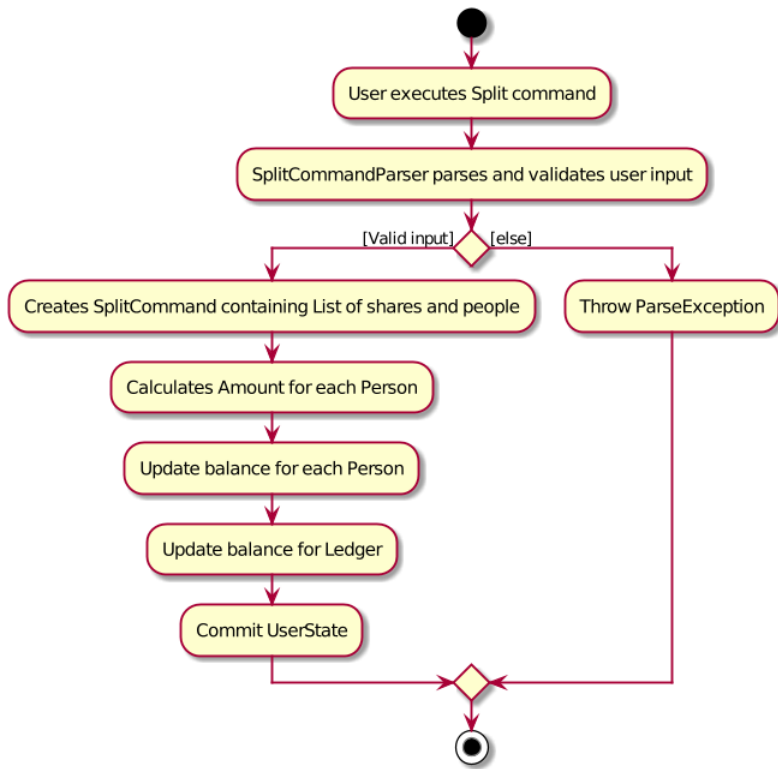 User executes Split command
SplitCommandParser parses and validates user input
[Valid input]
[else]
Creates SplitCommand containing List of shares and people
Throw ParseException
Calculates Amount for each Person
Update balance for each Person
Update balance for Ledger
Commit UserState